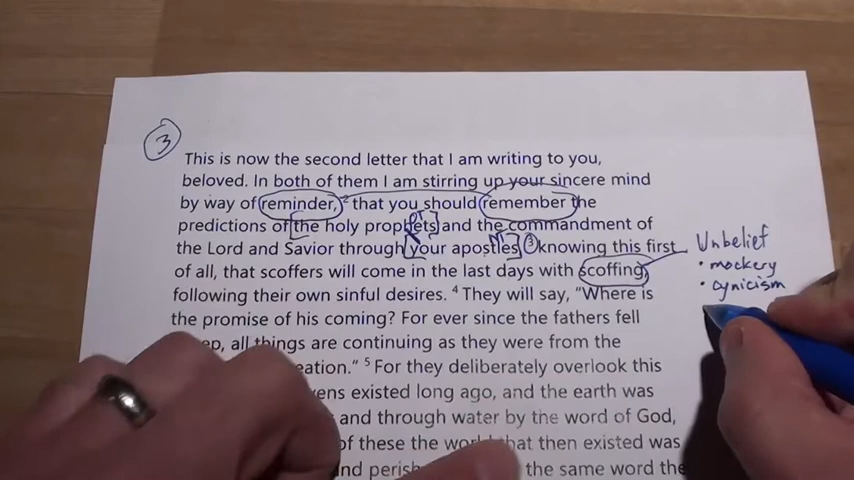 3
This is now the second letter that I am writing to you,
beloved. In both of them I am stirring up your sincere mind
by way of reminder, 2 that you should remember the
OT
predictions of the holy prophets and the commandment of
NT
the Lord and Savior through your apostles, 3 knowing this first
of all, that scoffers will come in the last days with scoffing,
Unbelief
• mockery
• cynicism
following their own sinful desires. 4 They will say, “Where is
the promise of his coming? For ever since the fathers fell
all things are continuing as they were from the
5 For they deliberately overlook this
existed long ago, and the earth was
and through water by the word of God,
of these the world that then existed was
the same word the